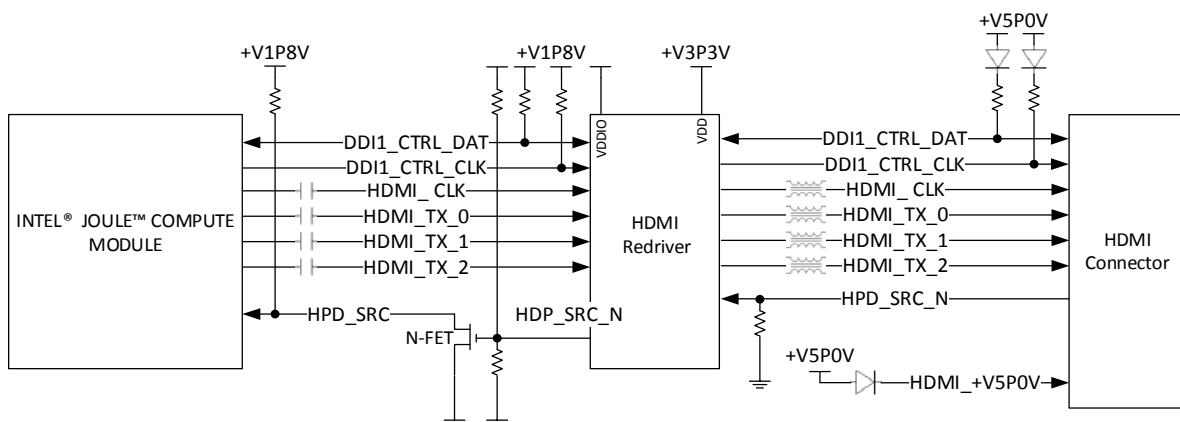 +V5P0V
+V1P8V
+V1P8V
+V3P3V
VDDIO
VDD
DDI1_CTRL_DAT
DDI1_CTRL_DAT
DDI1_CTRL_CLK
DDI1_CTRL_CLK
HDMI_ CLK
HDMI_ CLK
INTEL® JOULE™ COMPUTE
MODULE
HDMI_TX_0
HDMI_TX_0
HDMI
Redriver
HDMI_TX_1
HDMI_TX_1
HDMI
Connector
HDMI_TX_2
HDMI_TX_2
HPD_SRC_N
HPD_SRC
HDP_SRC_N
N-FET
+V5P0V
HDMI_+V5P0V